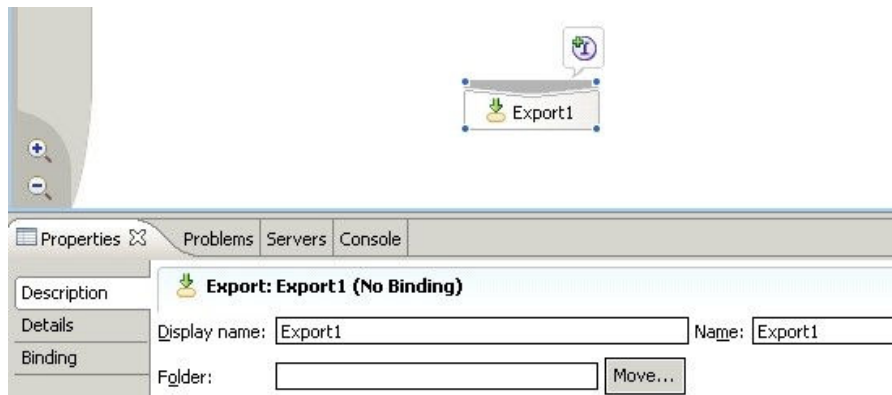 Export1
Properties Problems Servers Console
Description
Export: Export1 (No Binding)
Details
Display name: Export1 Name: Export1
Binding
Folder: Move...